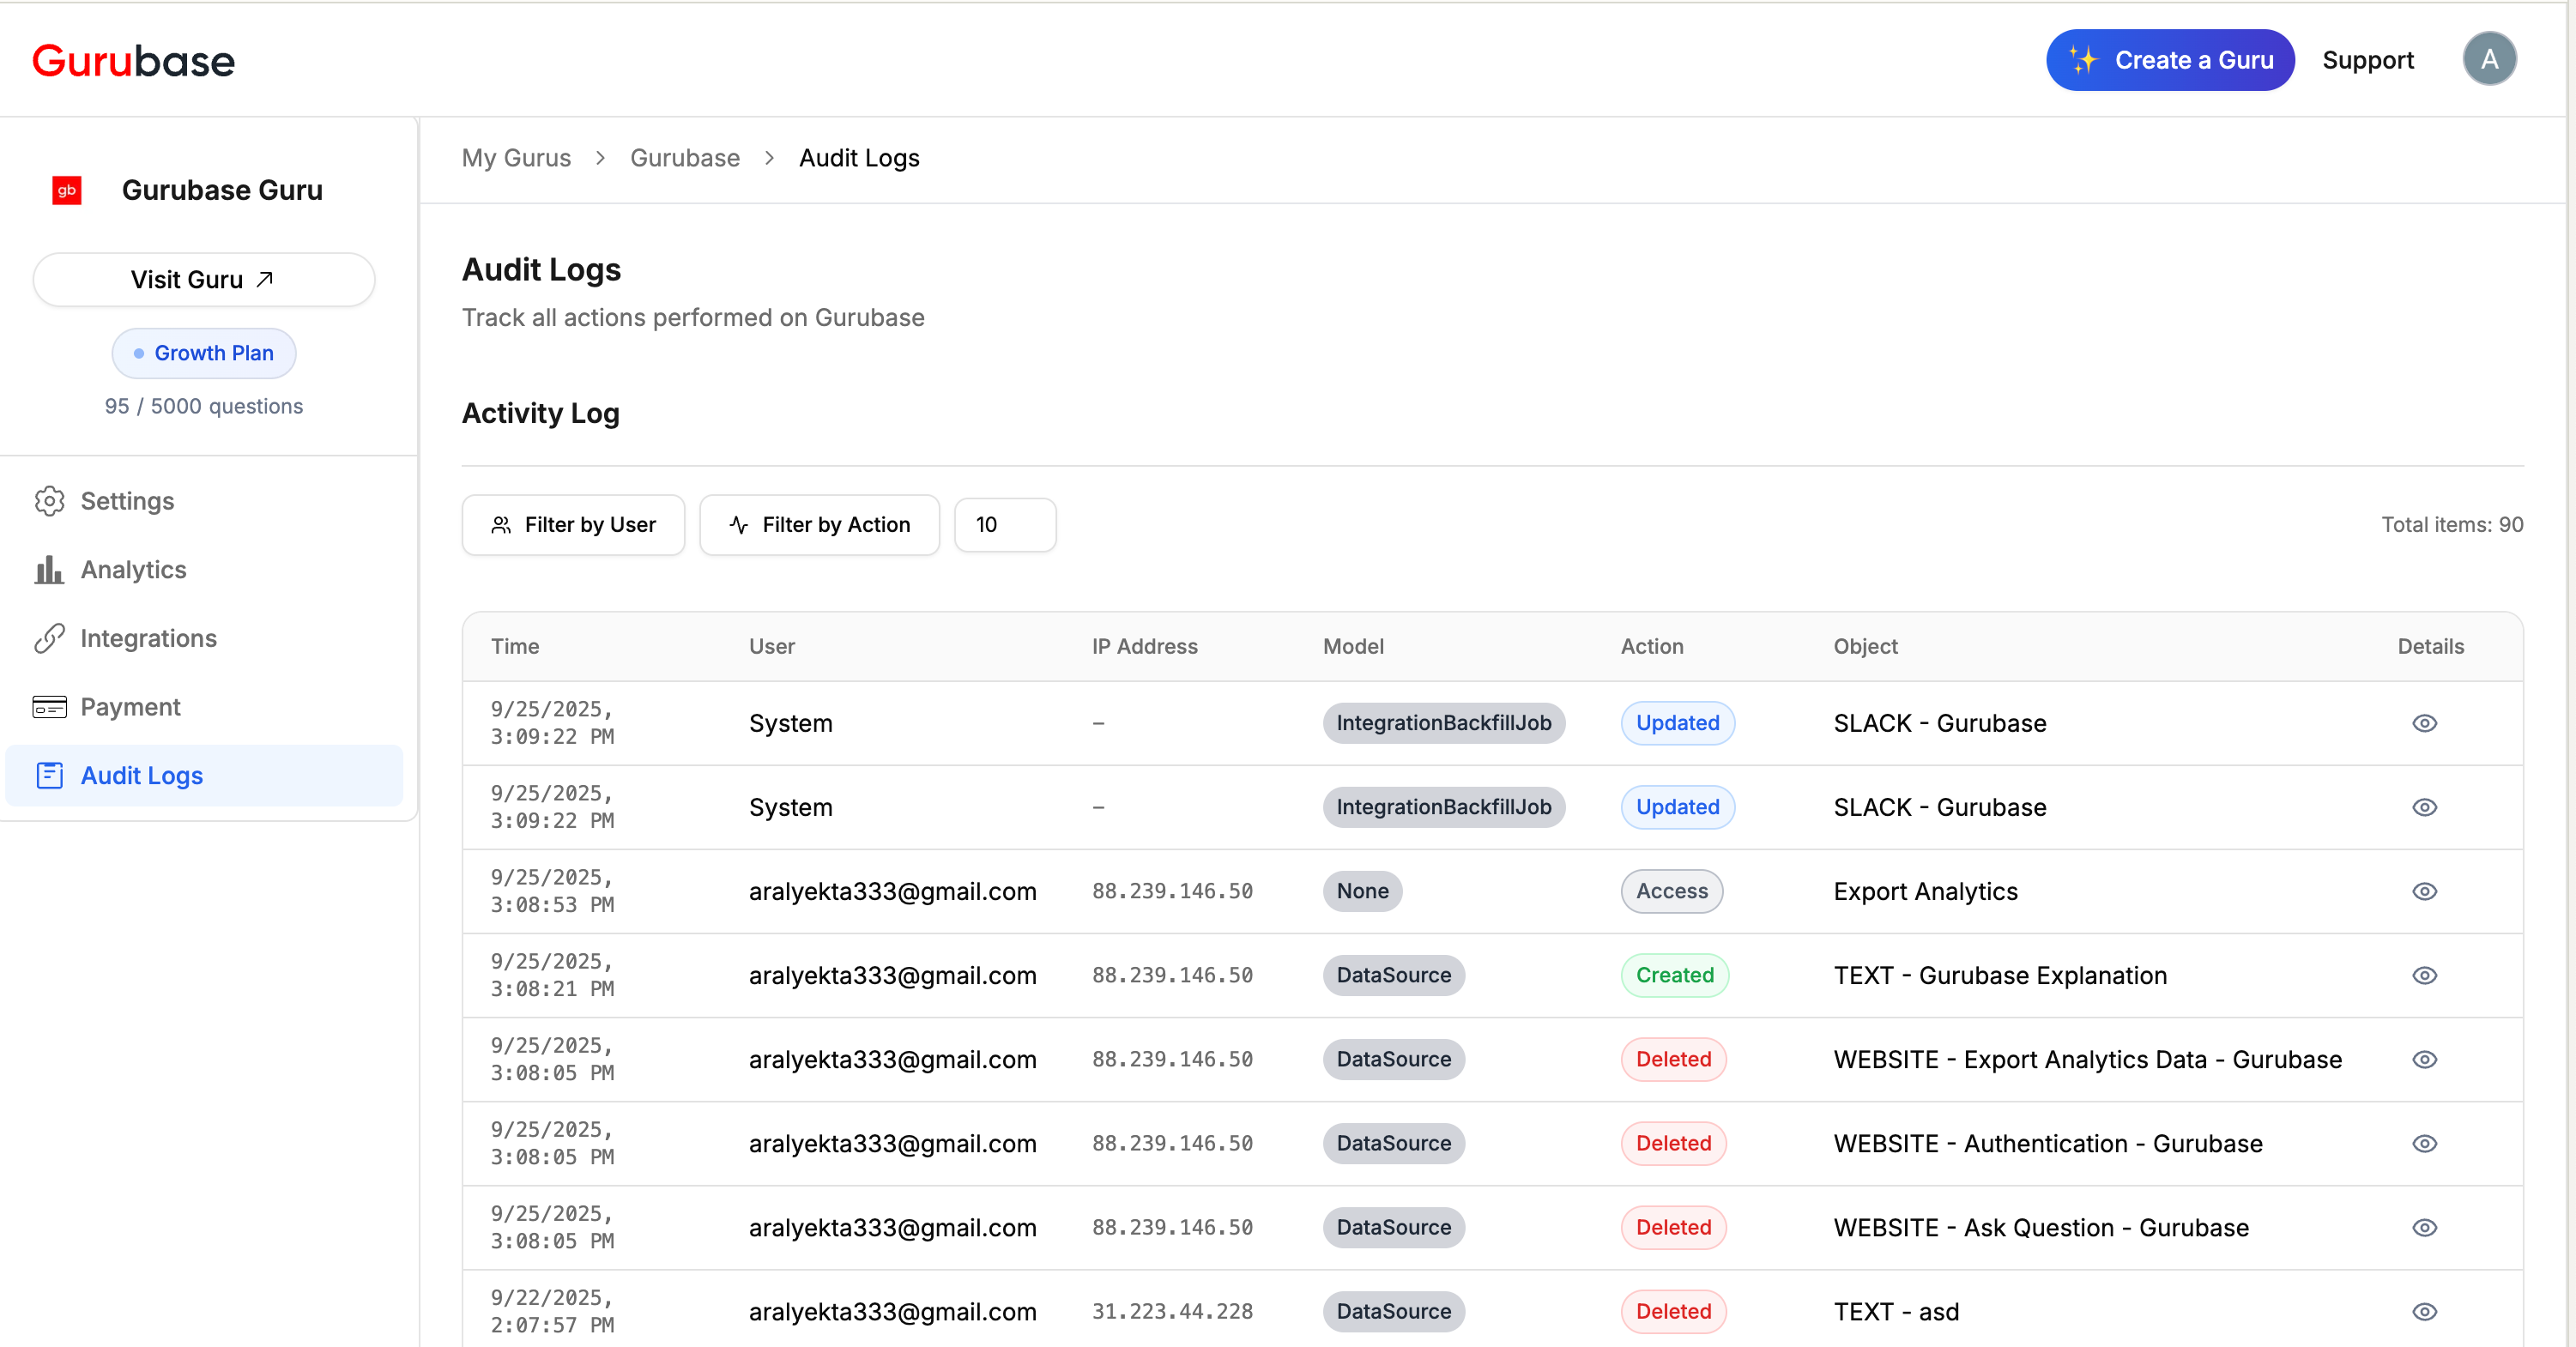 Gurubase
Create a Guru
Support
A
gb
Gurubase Guru
Visit Guru
Growth Plan
95 / 5000 questions
Settings
Analytics
Integrations
Payment
Audit Logs
My Gurus > Gurubase > Audit Logs
Audit Logs
Track all actions performed on Gurubase
Activity Log
Filter by User
Filter by Action
10
Total items: 90
Time User IP Address Model Action Object Details
9/25/2025,
3:09:22 PM
System – IntegrationBackfillJob Updated SLACK - Gurubase
9/25/2025,
3:09:22 PM
System – IntegrationBackfillJob Updated SLACK - Gurubase
9/25/2025,
3:08:53 PM
aralyekta333@gmail.com 88.239.146.50 None Access Export Analytics
9/25/2025,
3:08:21 PM
aralyekta333@gmail.com 88.239.146.50 DataSource Created TEXT - Gurubase Explanation
9/25/2025,
3:08:05 PM
aralyekta333@gmail.com 88.239.146.50 DataSource Deleted WEBSITE - Export Analytics Data - Gurubase
9/25/2025,
3:08:05 PM
aralyekta333@gmail.com 88.239.146.50 DataSource Deleted WEBSITE - Authentication - Gurubase
9/25/2025,
3:08:05 PM
aralyekta333@gmail.com 88.239.146.50 DataSource Deleted WEBSITE - Ask Question - Gurubase
9/22/2025,
2:07:57 PM
aralyekta333@gmail.com 31.223.44.228 DataSource Deleted TEXT - asd